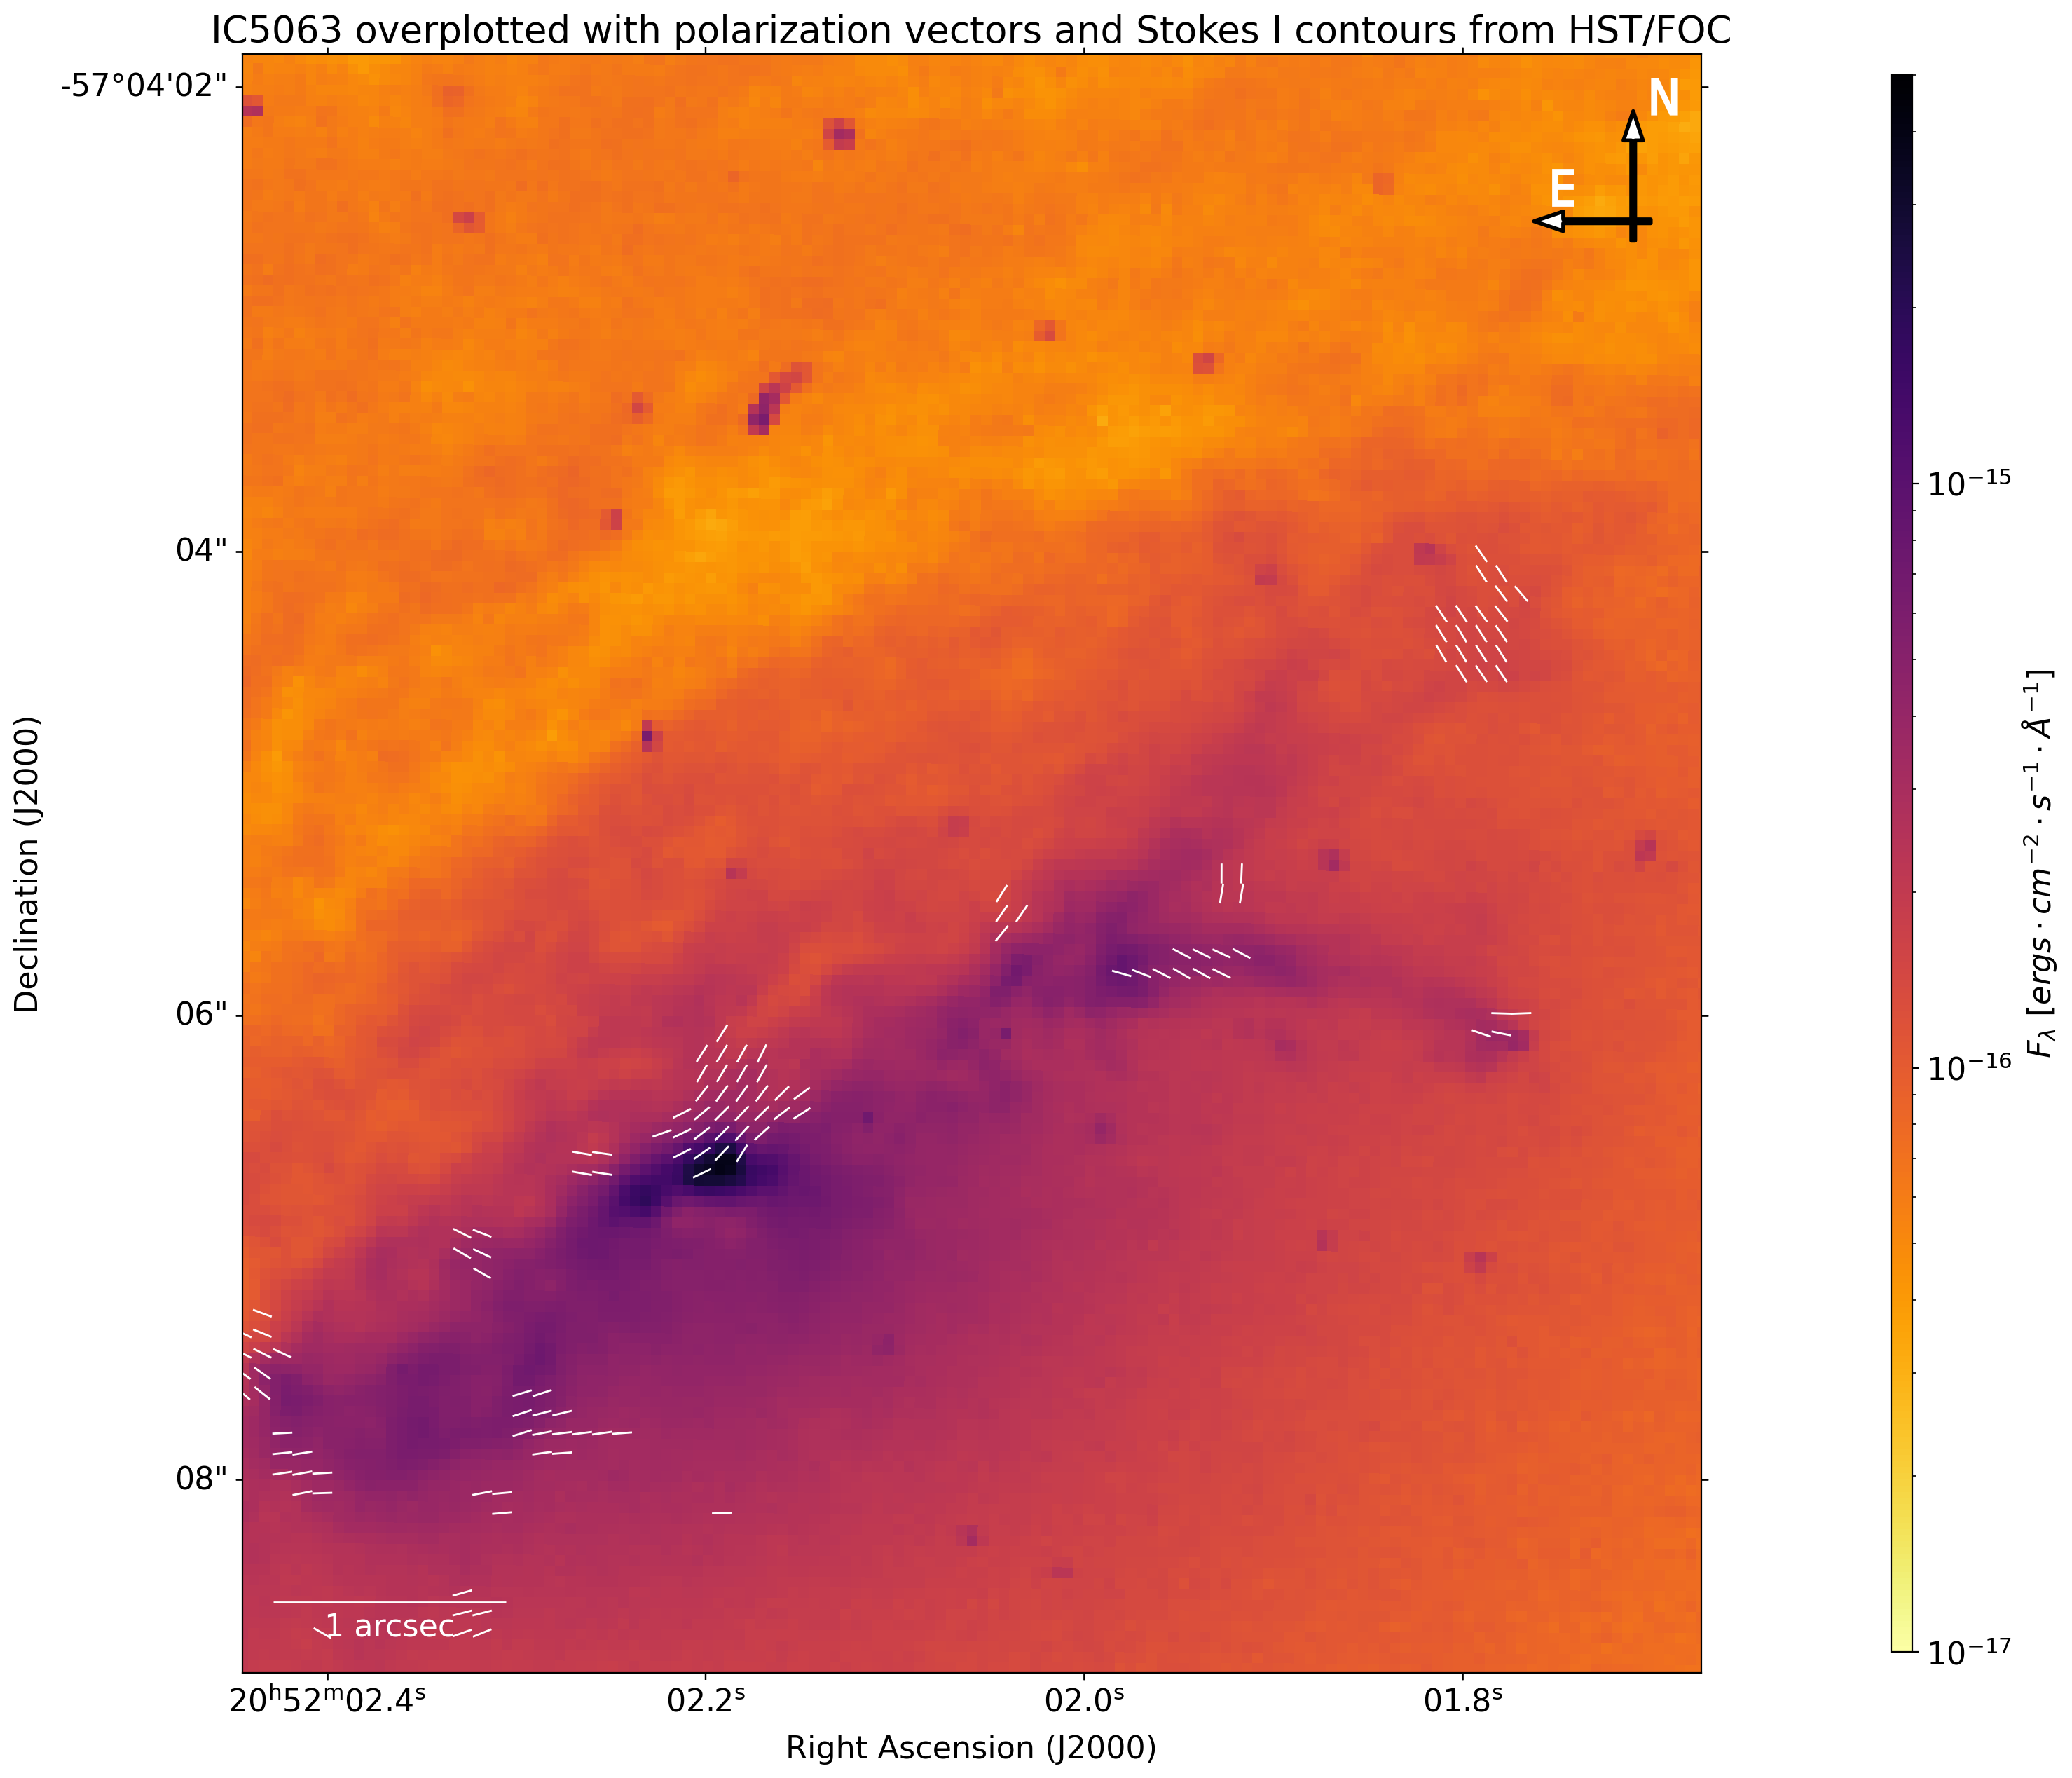 IC5063 overplotted with polarization vectors and Stokes I contours from HST/FOC
-57°04'02"
04"
06"
08"
Declination (J2000)
N
E
1 arcsec
20ʰ52ᵐ02.4ˢ
02.2ˢ
02.0ˢ
01.8ˢ
Right Ascension (J2000)
10⁻¹⁵
10⁻¹⁶
10⁻¹⁷
F_λ [ergs · cm⁻² · s⁻¹ · Å⁻¹]